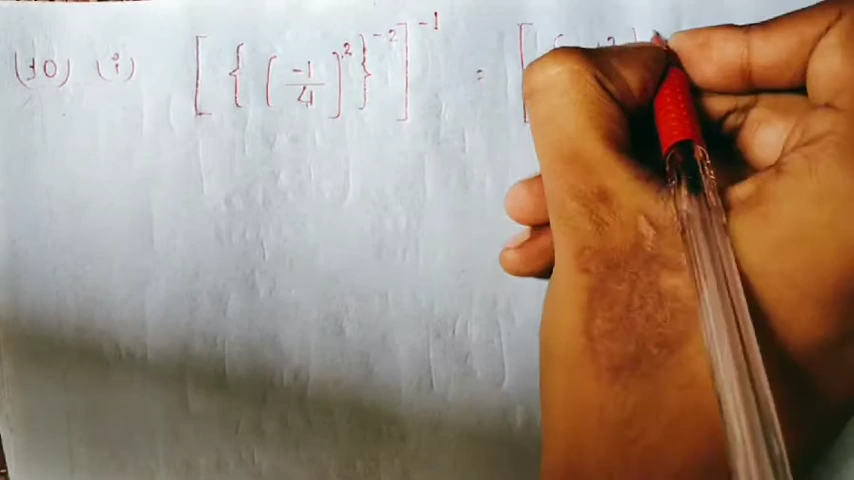 (10) (i) [ { ( -1/4 )² }⁻² ]⁻¹ = [